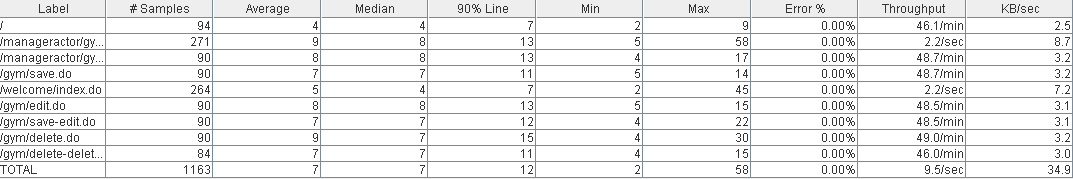 Label # Samples Average Median 90% Line Min Max Error % Throughput KB/sec
/ 94 4 4 7 2 9 0.00% 46.1/min 2.5
/manageractor/gy... 271 9 8 13 5 58 0.00% 2.2/sec 8.7
/manageractor/gy... 90 8 8 13 4 17 0.00% 48.7/min 3.2
/gym/save.do 90 7 7 11 5 14 0.00% 48.7/min 3.2
/welcome/index.do 264 5 4 7 2 45 0.00% 2.2/sec 7.2
/gym/edit.do 90 8 8 13 5 15 0.00% 48.5/min 3.1
/gym/save-edit.do 90 7 7 12 4 22 0.00% 48.5/min 3.1
/gym/delete.do 90 9 7 15 4 30 0.00% 49.0/min 3.2
/gym/delete-delet... 84 7 7 11 4 15 0.00% 46.0/min 3.0
TOTAL 1163 7 7 12 2 58 0.00% 9.5/sec 34.9